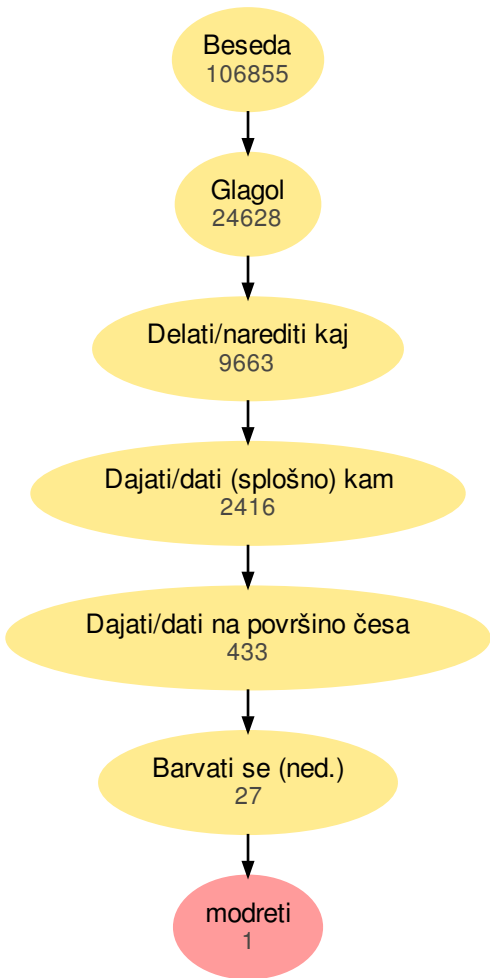 Beseda
106855
Glagol
24628
Delati/narediti kaj
9663
Dajati/dati (splošno) kam
2416
Dajati/dati na površino česa
433
Barvati se (ned.)
27
modreti
1